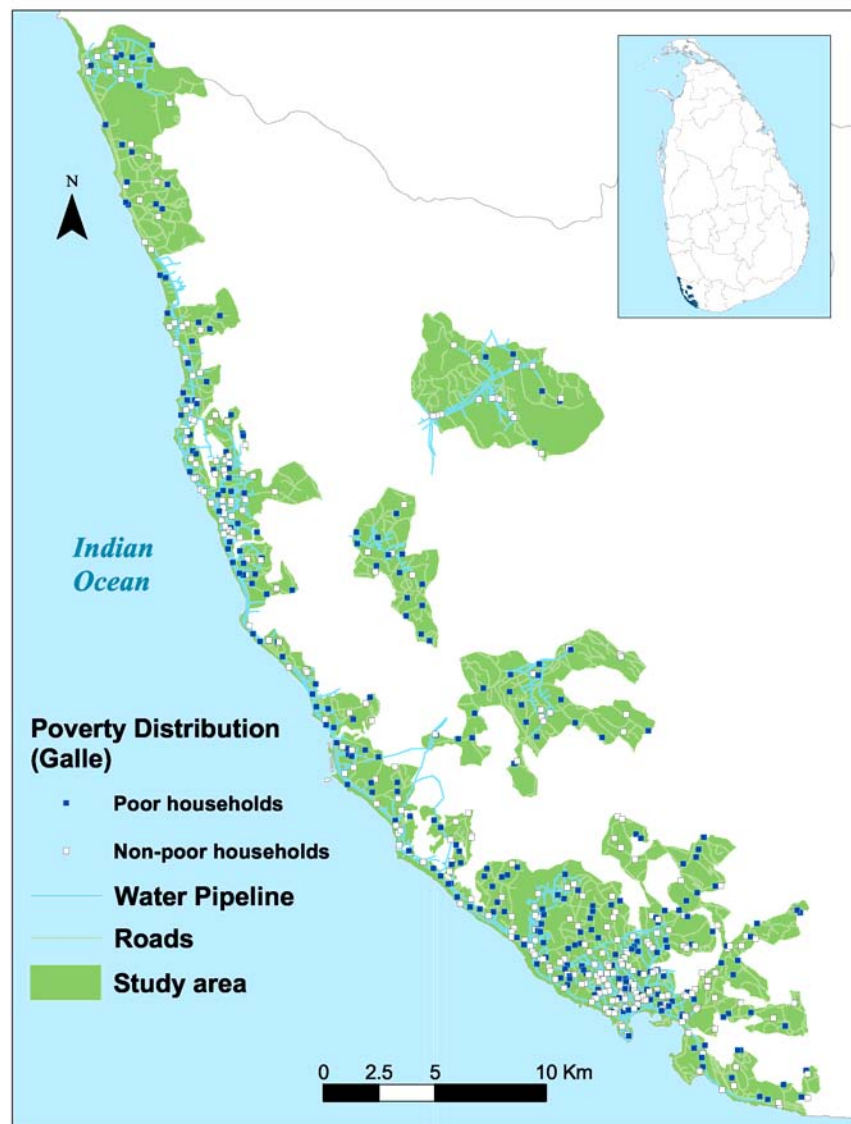 N
Indian
Ocean
Poverty Distribution
(Galle)
Poor households
Non-poor households
Water Pipeline
Roads
Study area
0 2.5 5 10 Km